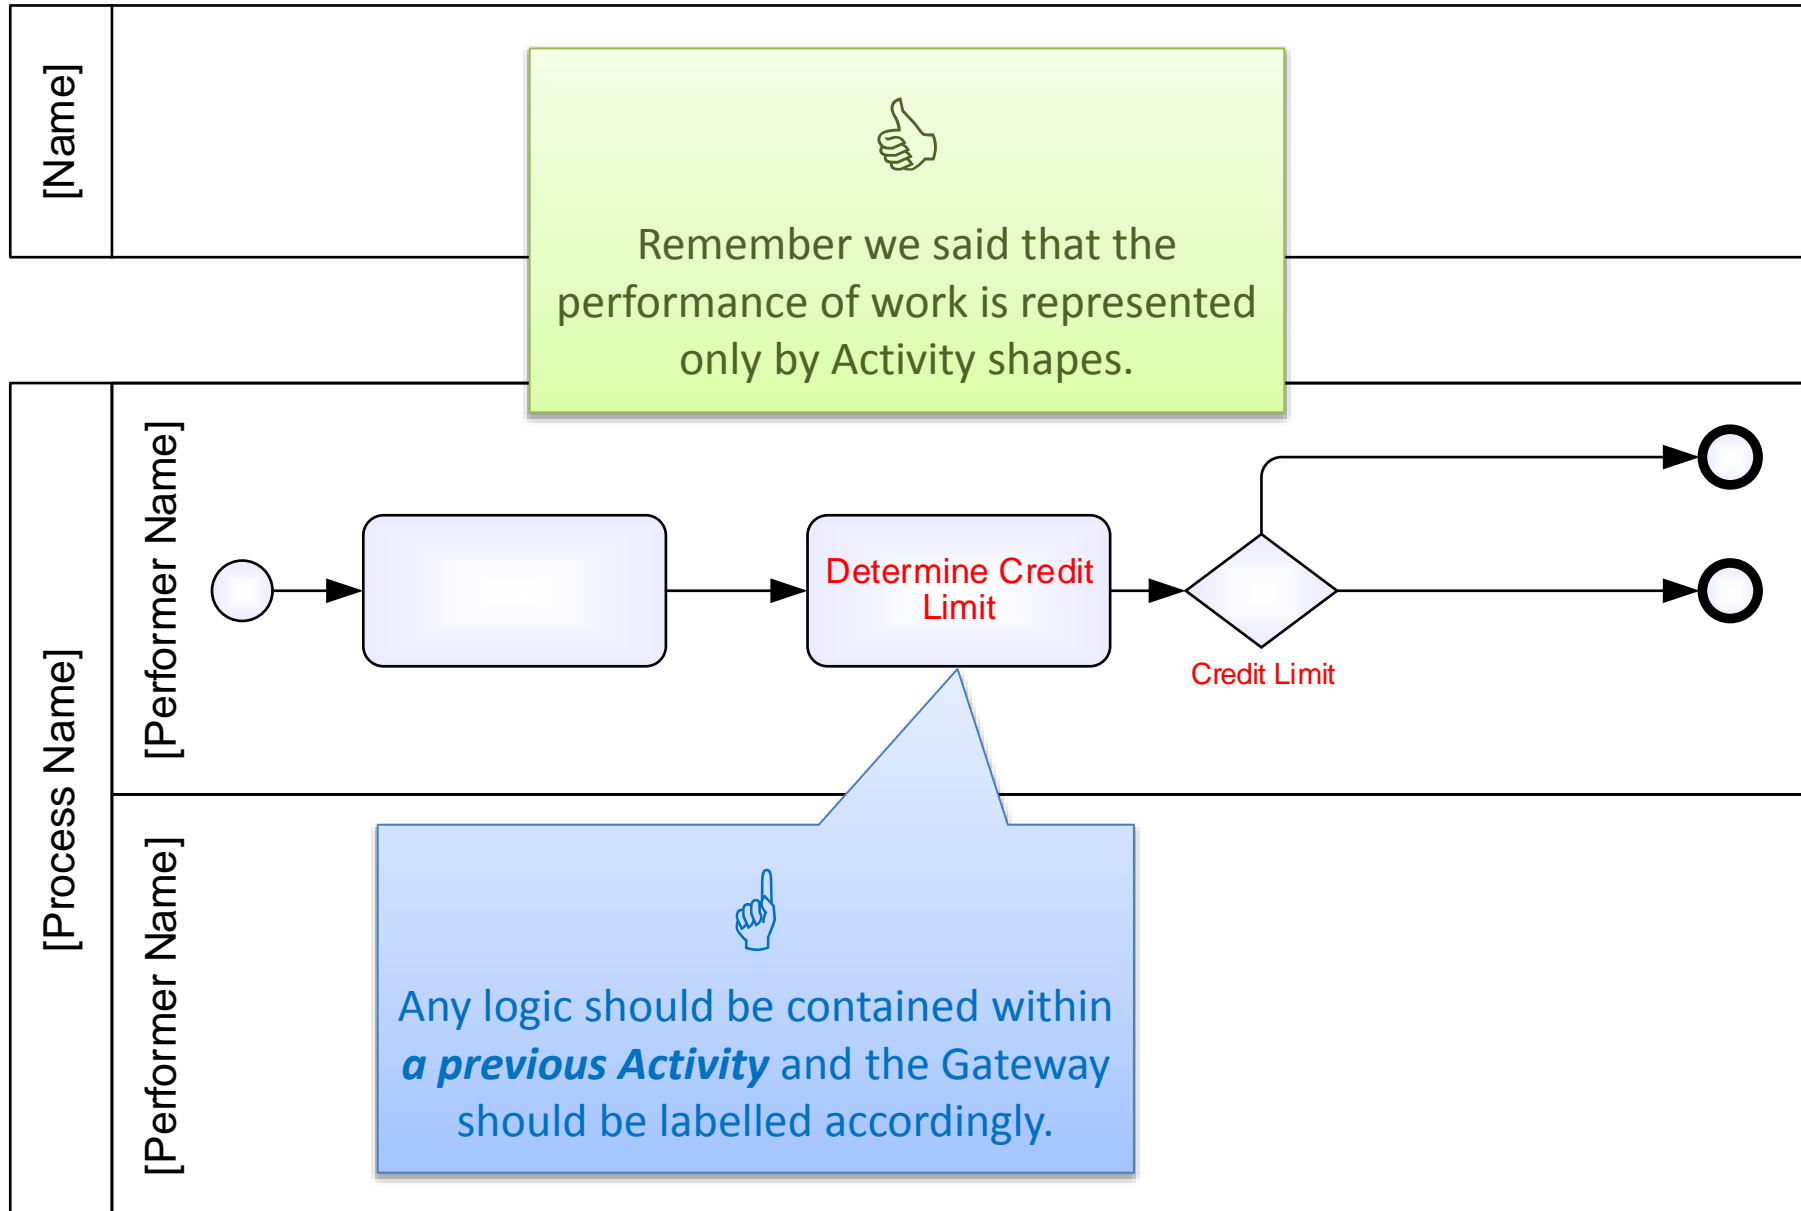 [Name]
Remember we said that the
performance of work is represented
only by Activity shapes.
[Process Name]
[Performer Name]
Determine Credit
Limit
Credit Limit
[Performer Name]
Any logic should be contained within
a previous Activity and the Gateway
should be labelled accordingly.